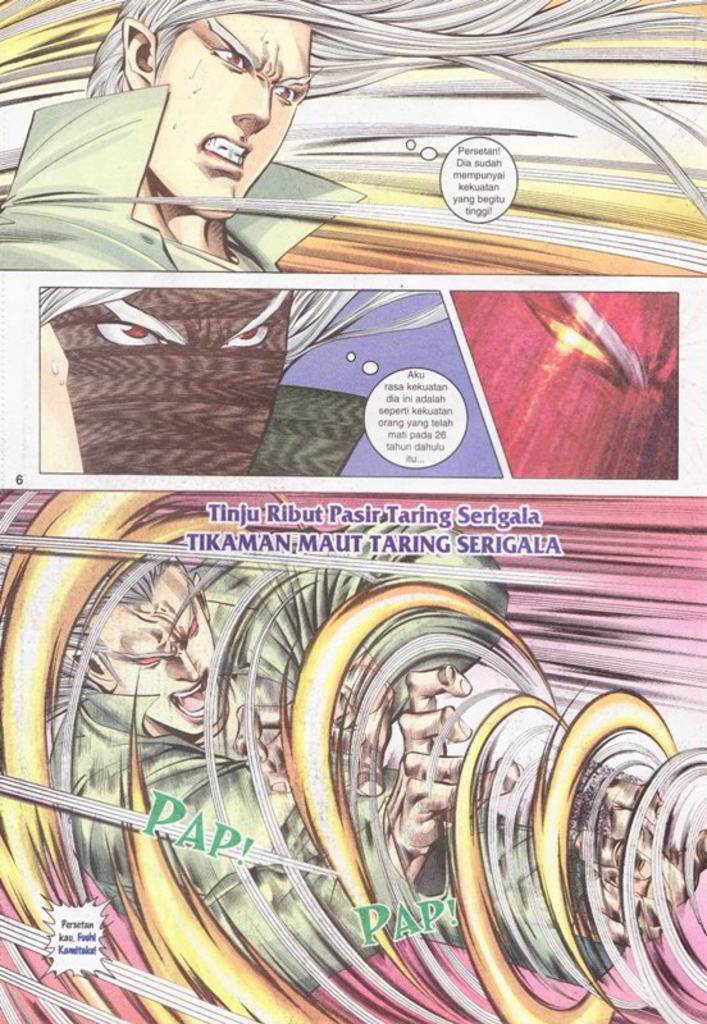 Persetan!
Dia sudah
mempunyai
kekuatan
yang begitu
tinggi!
Aku
rasa kekuatan
dia ini adalah
seperti kekuatan
orang yang telah
mati pada 26
tahun dahulu
itu...
6
Tinju Ribut Pasir Taring Serigala
TIKAMAN MAUT TARING SERIGALA
PAP!
PAP!
Persetan
kau, Fushi
Kamitaka!